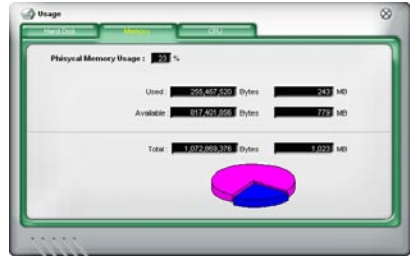 Usage
Hard Disk Memory CPU
Phisycal Memory Usage : 23 %
Used : 255,467,520 Bytes 243 MB
Available : 817,401,856 Bytes 779 MB
Total : 1,072,869,376 Bytes 1,023 MB